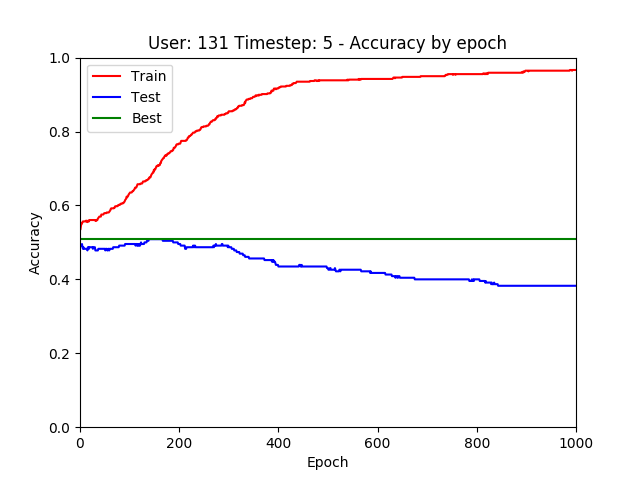 User: 131 Timestep: 5 - Accuracy by epoch
1.0
Train
Test
Best
0.8
0.6
Accuracy
0.4
0.2
0.0
0 200 400 600 800 1000
Epoch